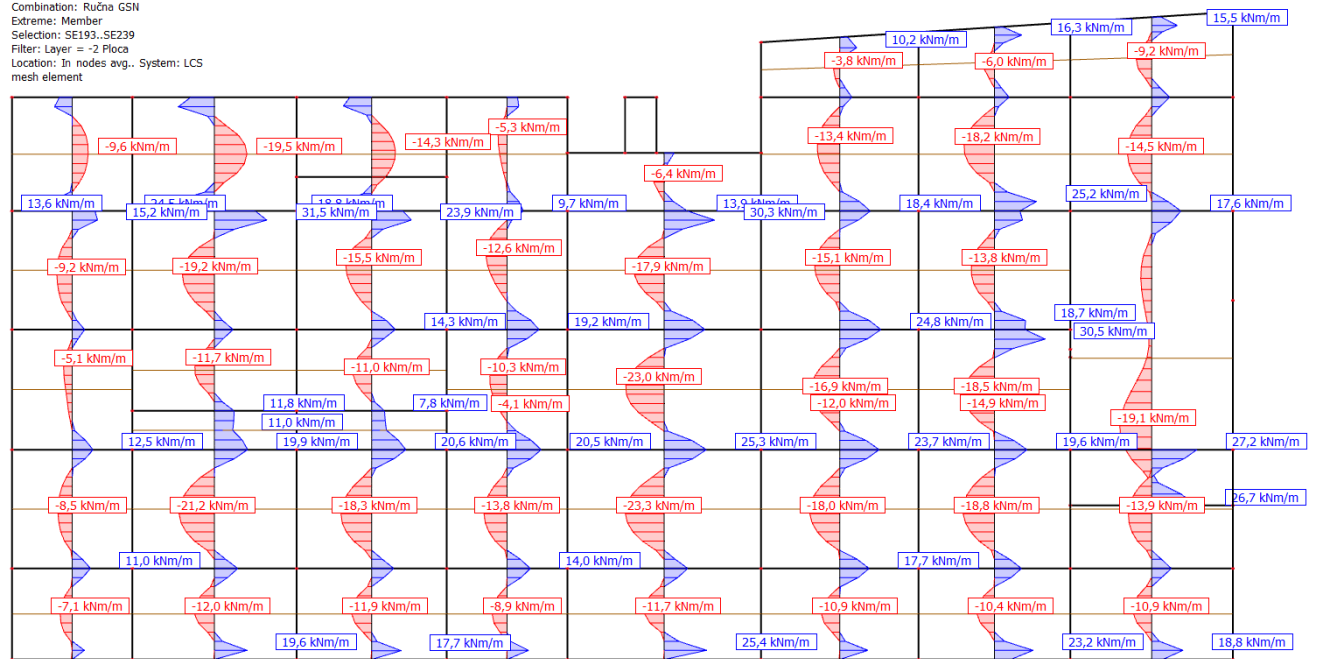 Combination: Ručna GSN
Extreme: Member
Selection: SE193..SE239
Filter: Layer = -2 Ploca
Location: In nodes avg.. System: LCS
mesh element
15,5 kNm/m
16,3 kNm/m
10,2 kNm/m
-9,2 kNm/m
-3,8 kNm/m
-6,0 kNm/m
-5,3 kNm/m
-13,4 kNm/m
-18,2 kNm/m
-14,3 kNm/m
-9,6 kNm/m
-19,5 kNm/m
-14,5 kNm/m
-6,4 kNm/m
25,2 kNm/m
13,6 kNm/m
24,5 kNm/m
18,8 kNm/m
9,7 kNm/m
13,9 kNm/m
18,4 kNm/m
17,6 kNm/m
15,2 kNm/m
31,5 kNm/m
23,9 kNm/m
30,3 kNm/m
-12,6 kNm/m
-15,5 kNm/m
-15,1 kNm/m
-13,8 kNm/m
-9,2 kNm/m
-19,2 kNm/m
-17,9 kNm/m
18,7 kNm/m
14,3 kNm/m
19,2 kNm/m
24,8 kNm/m
30,5 kNm/m
-5,1 kNm/m
-11,7 kNm/m
-11,0 kNm/m
-10,3 kNm/m
-23,0 kNm/m
-16,9 kNm/m
-18,5 kNm/m
11,8 kNm/m
7,8 kNm/m
-4,1 kNm/m
-12,0 kNm/m
-14,9 kNm/m
-19,1 kNm/m
11,0 kNm/m
12,5 kNm/m
19,9 kNm/m
20,6 kNm/m
20,5 kNm/m
25,3 kNm/m
23,7 kNm/m
19,6 kNm/m
27,2 kNm/m
26,7 kNm/m
-8,5 kNm/m
-21,2 kNm/m
-18,3 kNm/m
-13,8 kNm/m
-23,3 kNm/m
-18,0 kNm/m
-18,8 kNm/m
-13,9 kNm/m
11,0 kNm/m
14,0 kNm/m
17,7 kNm/m
-7,1 kNm/m
-12,0 kNm/m
-11,9 kNm/m
-8,9 kNm/m
-11,7 kNm/m
-10,9 kNm/m
-10,4 kNm/m
-10,9 kNm/m
19,6 kNm/m
17,7 kNm/m
25,4 kNm/m
23,2 kNm/m
18,8 kNm/m